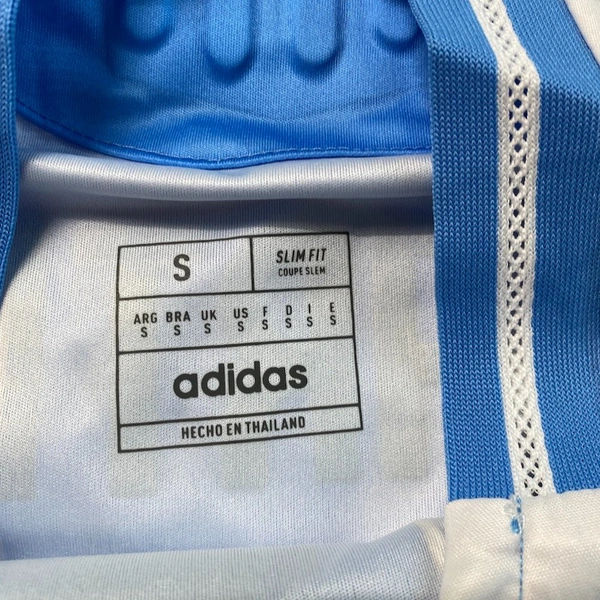 S
SLIM FIT
COUPE SLEM
ARG BRA UK US F D I E
S S S S S S S S
adidas
HECHO EN THAILAND